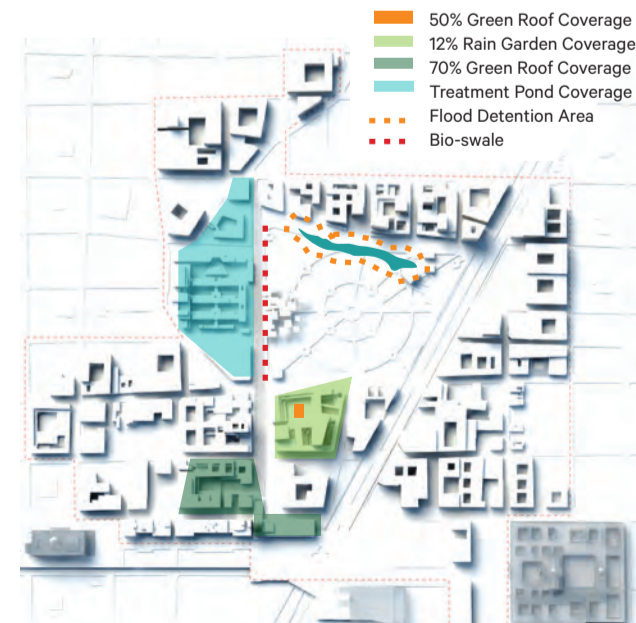 50% Green Roof Coverage
12% Rain Garden Coverage
70% Green Roof Coverage
Treatment Pond Coverage
Flood Detention Area
Bio-swale